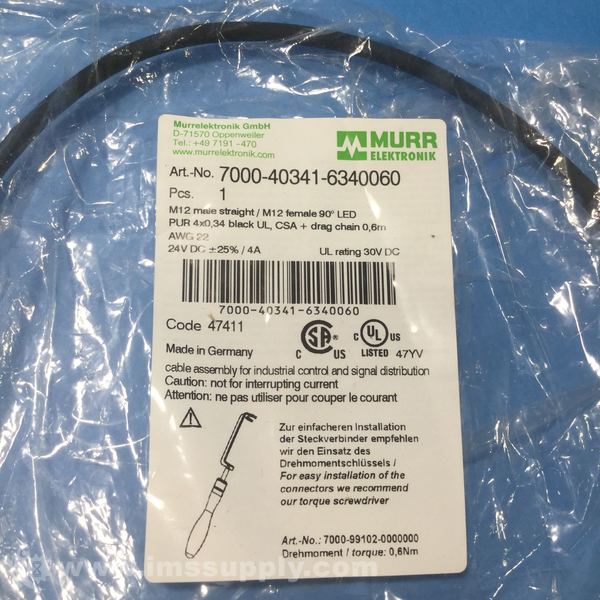 Murrelektronik GmbH
D-71570 Oppenweiler
Tel.: +49 7191 -470
www.murrelektronik.com
MURR
ELEKTRONIK
Art.-No. 7000-40341-6340060
Pcs. 1
M12 male straight / M12 female 90° LED
PUR 4x0,34 black UL, CSA + drag chain 0,6m
AWG 22
24V DC ±25% / 4A UL rating 30V DC
7000-40341-6340060
Code 47411
C US
C UL US
LISTED 47YV
Made in Germany
cable assembly for industrial control and signal distribution
Caution: not for interrupting current
Attention: ne pas utiliser pour couper le courant
Zur einfacheren Installation
der Steckverbinder empfehlen
wir den Einsatz des
Drehmomentschlüssels /
For easy installation of the
connectors we recommend
our torque screwdriver
Art.-No.: 7000-99102-0000000
Drehmoment / torque: 0,6Nm
www.imssupply.com